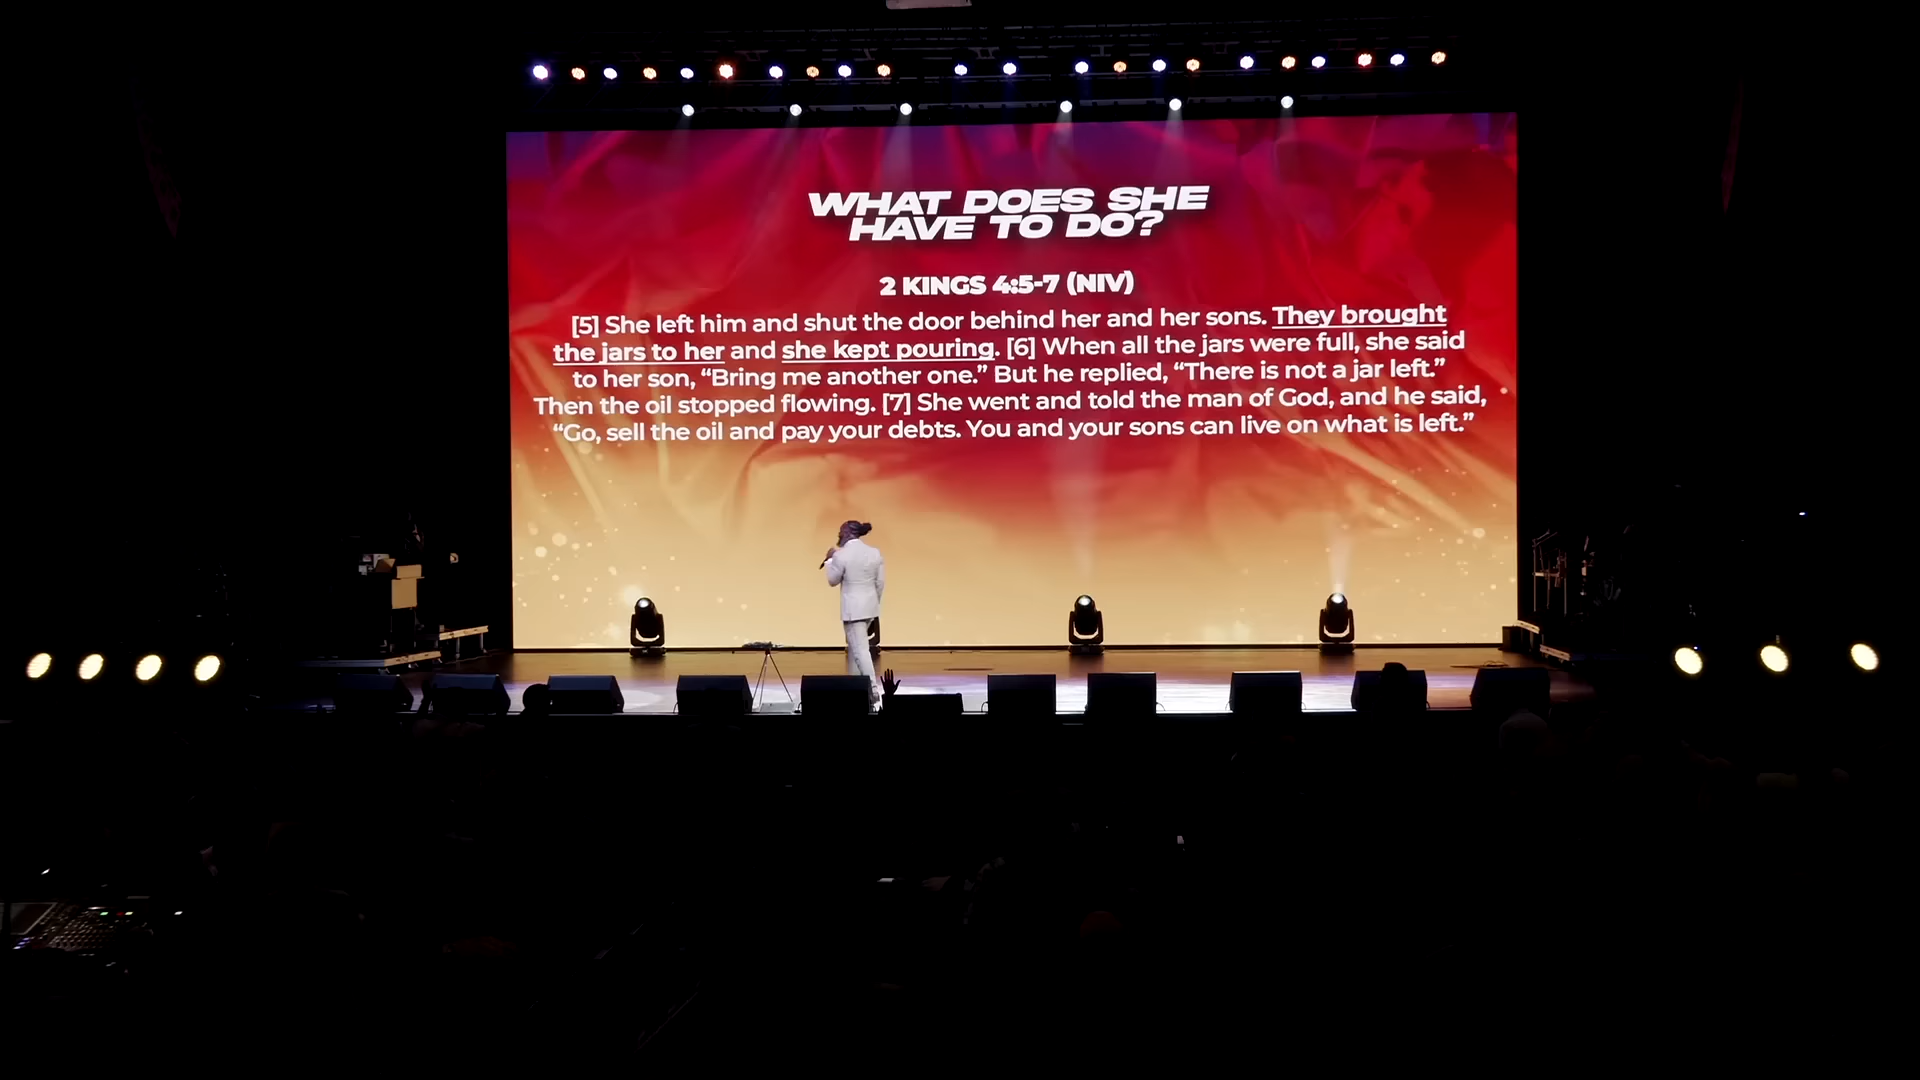 WHAT DOES SHE
HAVE TO DO?
2 KINGS 4:5-7 (NIV)
[5] She left him and shut the door behind her and her sons. They brought
the jars to her and she kept pouring. [6] When all the jars were full, she said
to her son, “Bring me another one.” But he replied, “There is not a jar left.”
Then the oil stopped flowing. [7] She went and told the man of God, and he said,
“Go, sell the oil and pay your debts. You and your sons can live on what is left.”